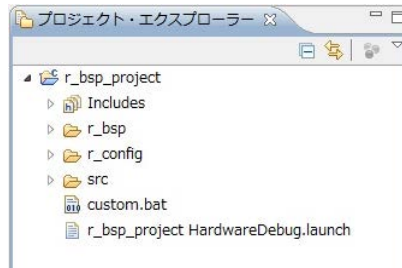 プロジェクト・エクスプローラー
r_bsp_project
Includes
r_bsp
r_config
src
custom.bat
r_bsp_project HardwareDebug.launch